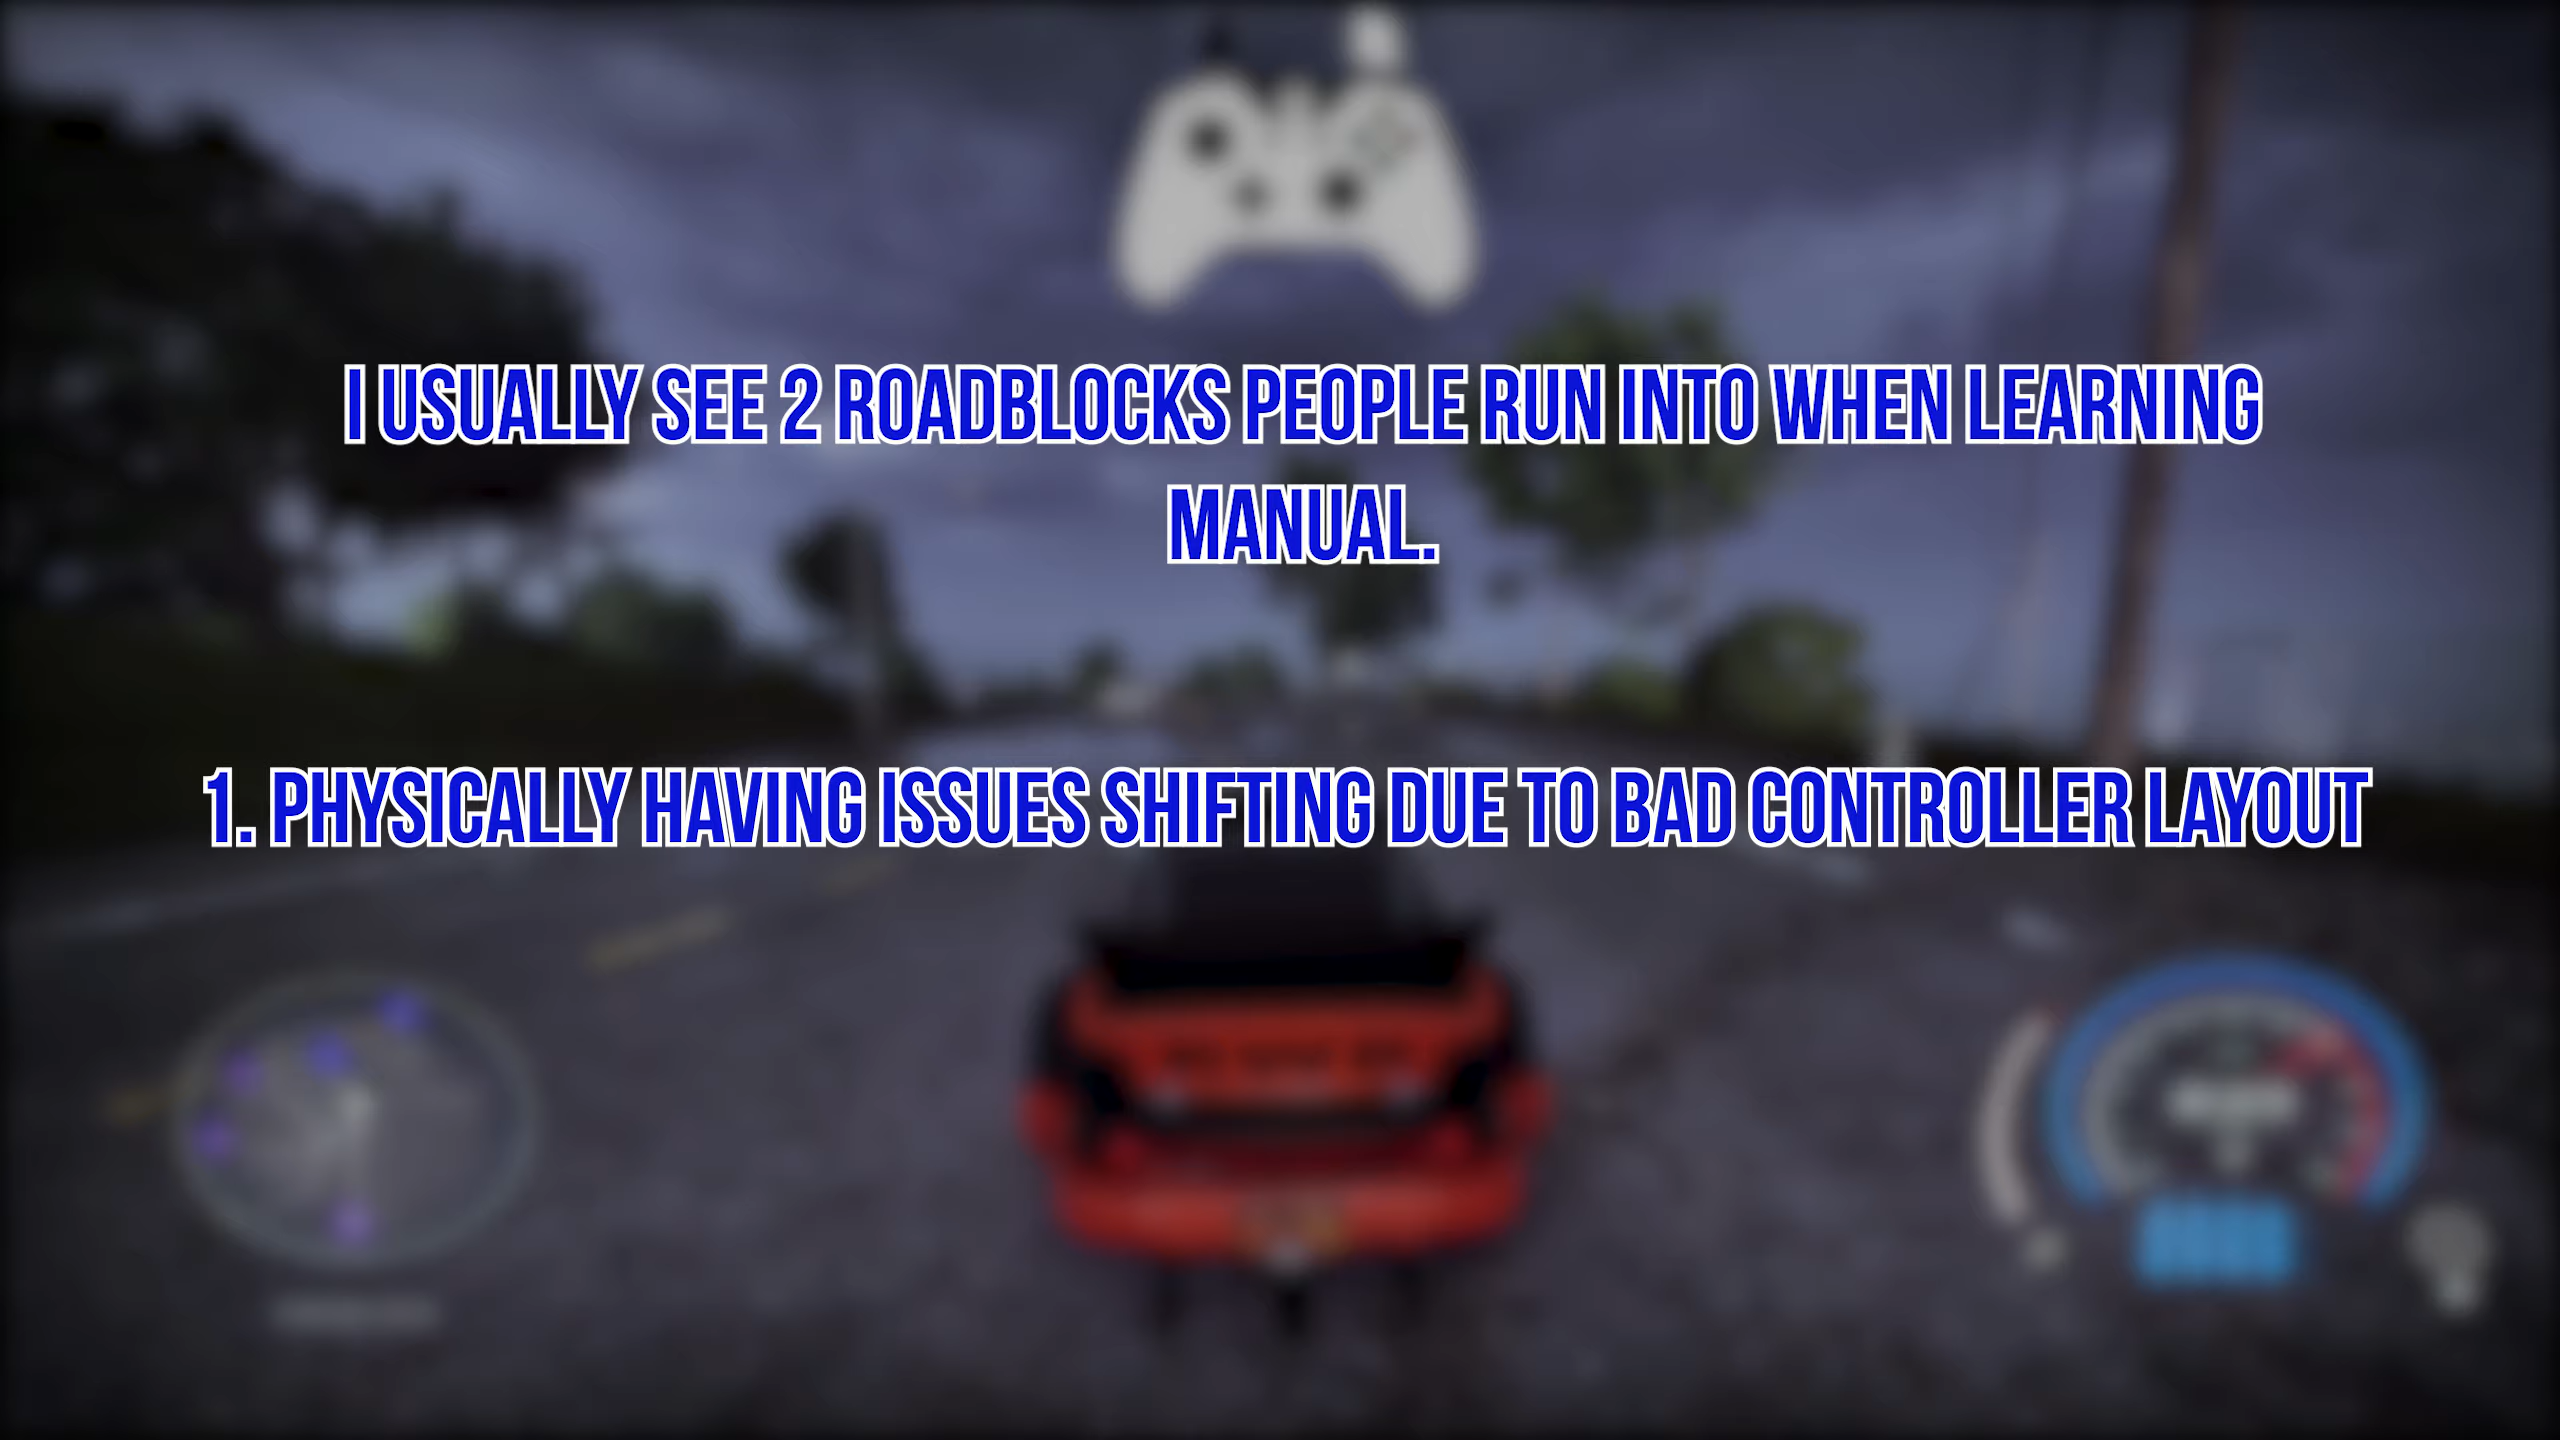 I USUALLY SEE 2 ROADBLOCKS PEOPLE RUN INTO WHEN LEARNING
MANUAL.
1. PHYSICALLY HAVING ISSUES SHIFTING DUE TO BAD CONTROLLER LAYOUT